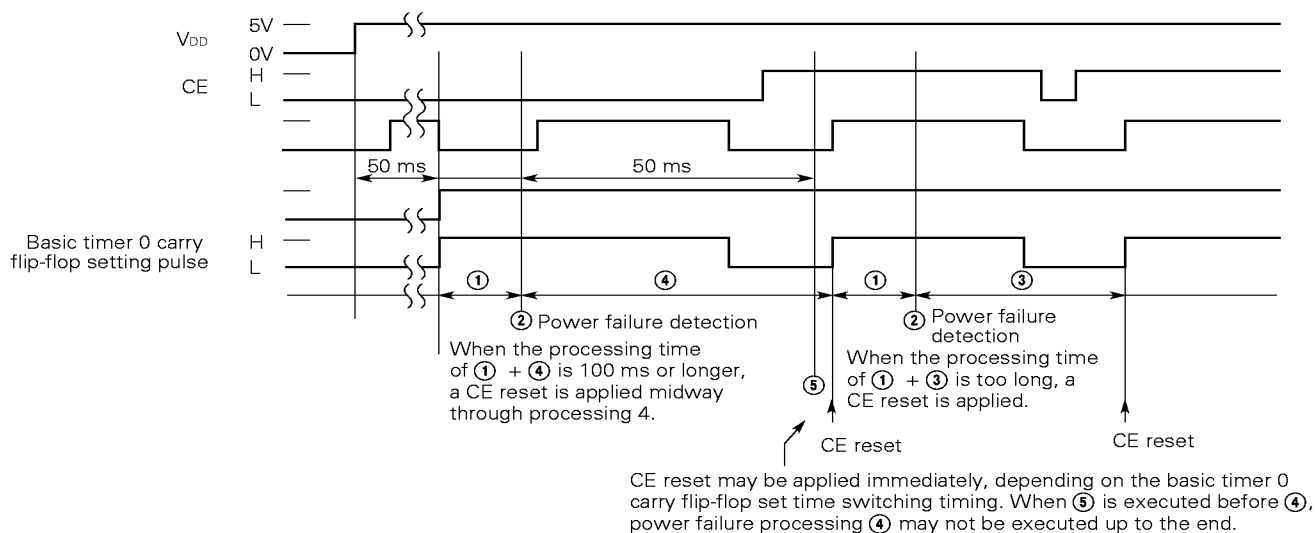 5V
VDD
0V
H
CE
L
50 ms
50 ms
Basic timer 0 carry
flip-flop setting pulse
H
L
① ④ ① ③
② Power failure detection
When the processing time
of ① + ④ is 100 ms or longer,
a CE reset is applied midway
through processing 4.
② Power failure
detection
When the processing time
of ① + ③ is too long, a
CE reset is applied.
⑤
CE reset
CE reset
CE reset may be applied immediately, depending on the basic timer 0
carry flip-flop set time switching timing. When ⑤ is executed before ④,
power failure processing ④ may not be executed up to the end.